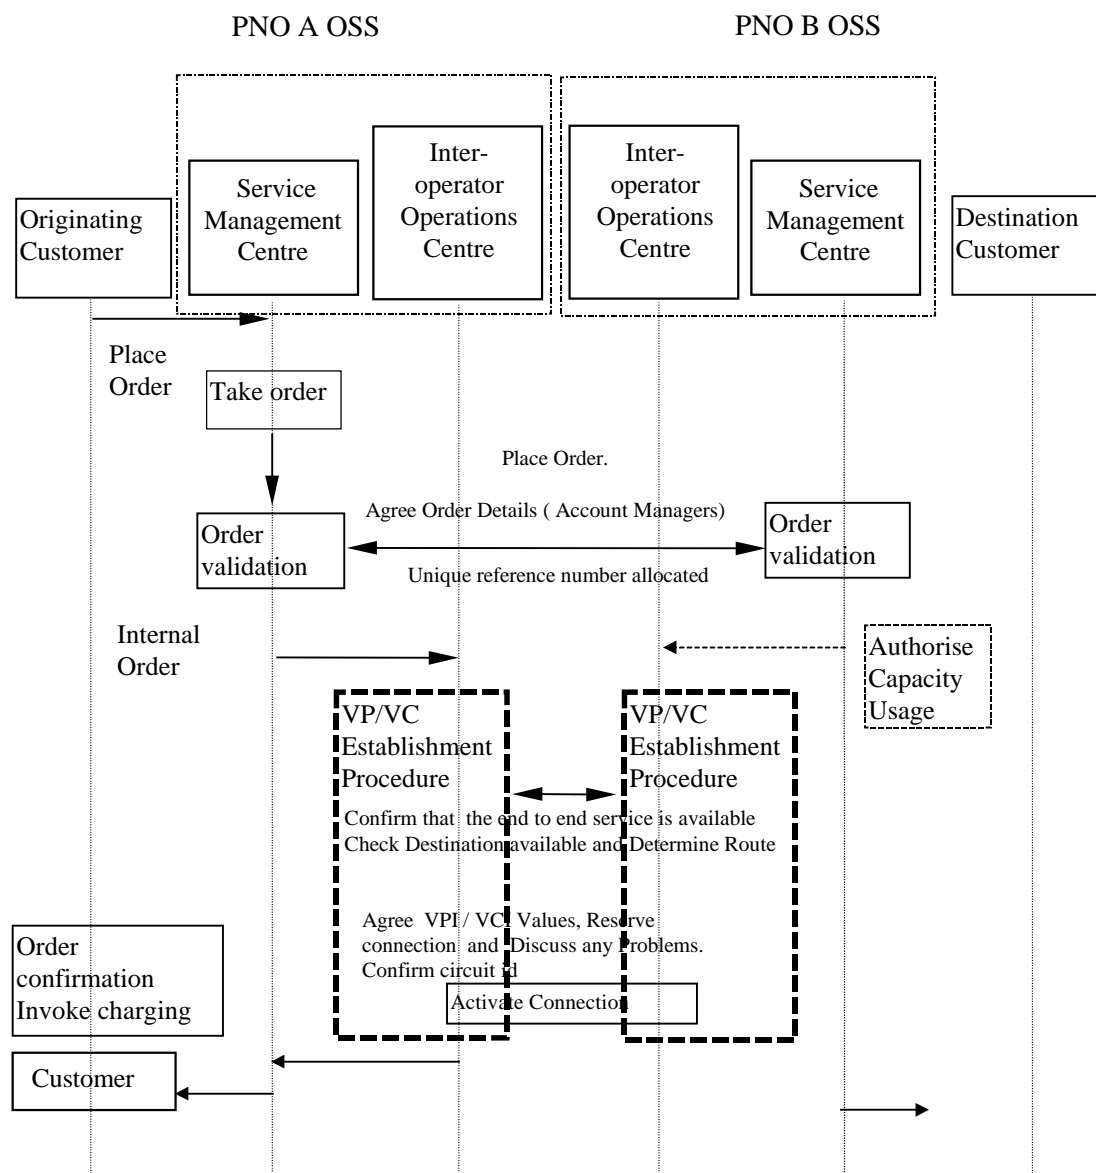 PNO A OSS
PNO B OSS
Originating
Customer
Service
Management
Centre
Inter-
operator
Operations
Centre
Inter-
operator
Operations
Centre
Service
Management
Centre
Destination
Customer
Place
Order
Take order
Place Order.
Agree Order Details ( Account Managers)
Order
validation
Order
validation
Unique reference number allocated
Internal
Order
Authorise
Capacity
Usage
VP/VC
Establishment
Procedure
VP/VC
Establishment
Procedure
Confirm that the end to end service is available
Check Destination available and Determine Route
Agree VPI / VCI Values, Reserve
connection and Discuss any Problems.
Confirm circuit id
Activate Connection
Order
confirmation
Invoke charging
Customer